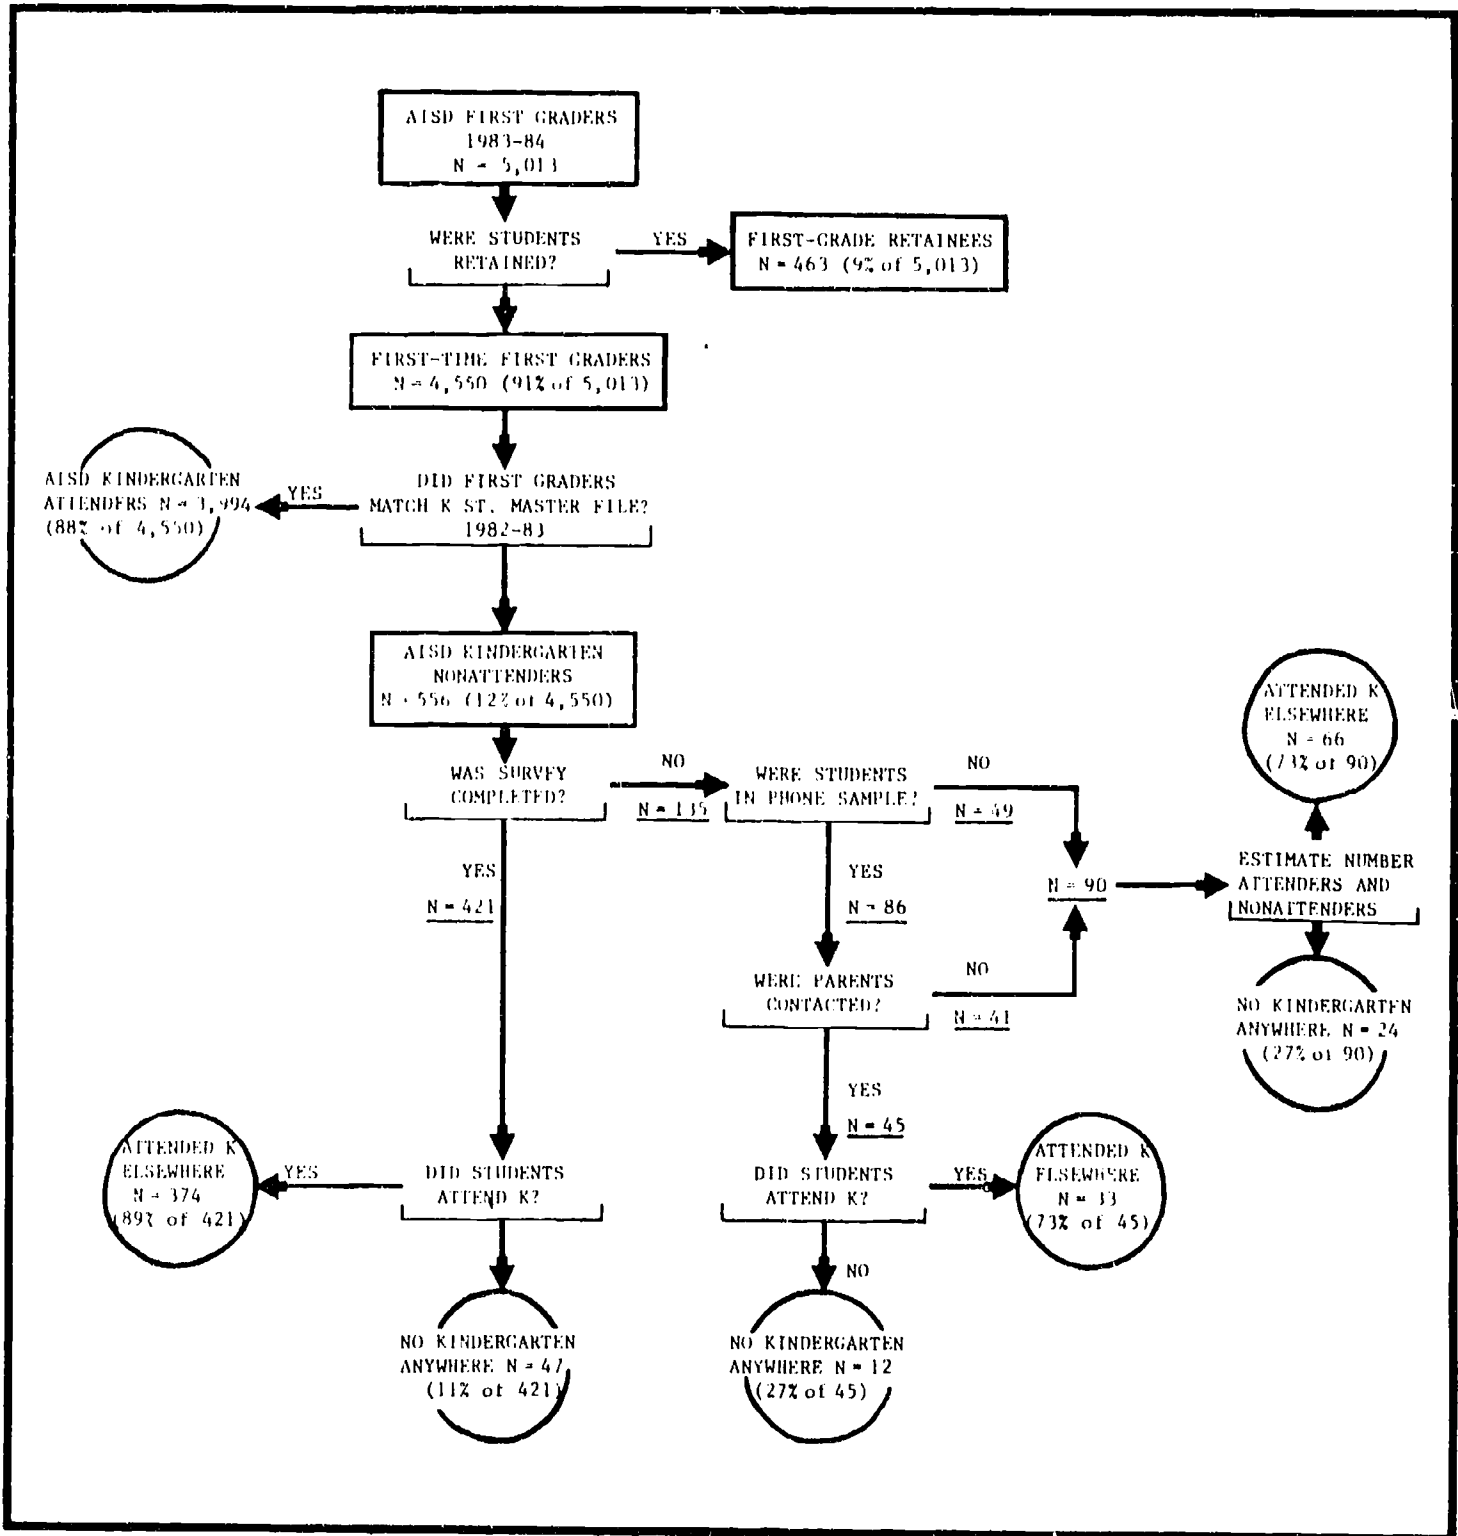 AISD FIRST GRADERS
1983-84
N = 5,013
WERE STUDENTS
RETAINED?
YES
FIRST-GRADE RETAINEES
N = 463 (9% of 5,013)
FIRST-TIME FIRST GRADERS
N = 4,550 (91% of 5,013)
DID FIRST GRADERS
MATCH K ST. MASTER FILE?
1982-83
YES
AISD KINDERGARTEN
ATTENDERS N = 3,994
(88% of 4,550)
AISD KINDERGARTEN
NONATTENDERS
N = 556 (12% of 4,550)
WAS SURVEY
COMPLETED?
NO
N = 135
WERE STUDENTS
IN PHONE SAMPLE?
NO
N = 49
YES
N = 421
YES
N = 86
N = 90
ESTIMATE NUMBER
ATTENDERS AND
NONATTENDERS
ATTENDED K
ELSEWHERE
N = 66
(73% of 90)
NO KINDERGARTEN
ANYWHERE N = 24
(27% of 90)
WERE PARENTS
CONTACTED?
NO
N = 41
YES
N = 45
DID STUDENTS
ATTEND K?
YES
ATTENDED K
ELSEWHERE
N = 374
(89% of 421)
NO KINDERGARTEN
ANYWHERE N = 47
(11% of 421)
DID STUDENTS
ATTEND K?
YES
ATTENDED K
ELSEWHERE
N = 33
(73% of 45)
NO
NO KINDERGARTEN
ANYWHERE N = 12
(27% of 45)